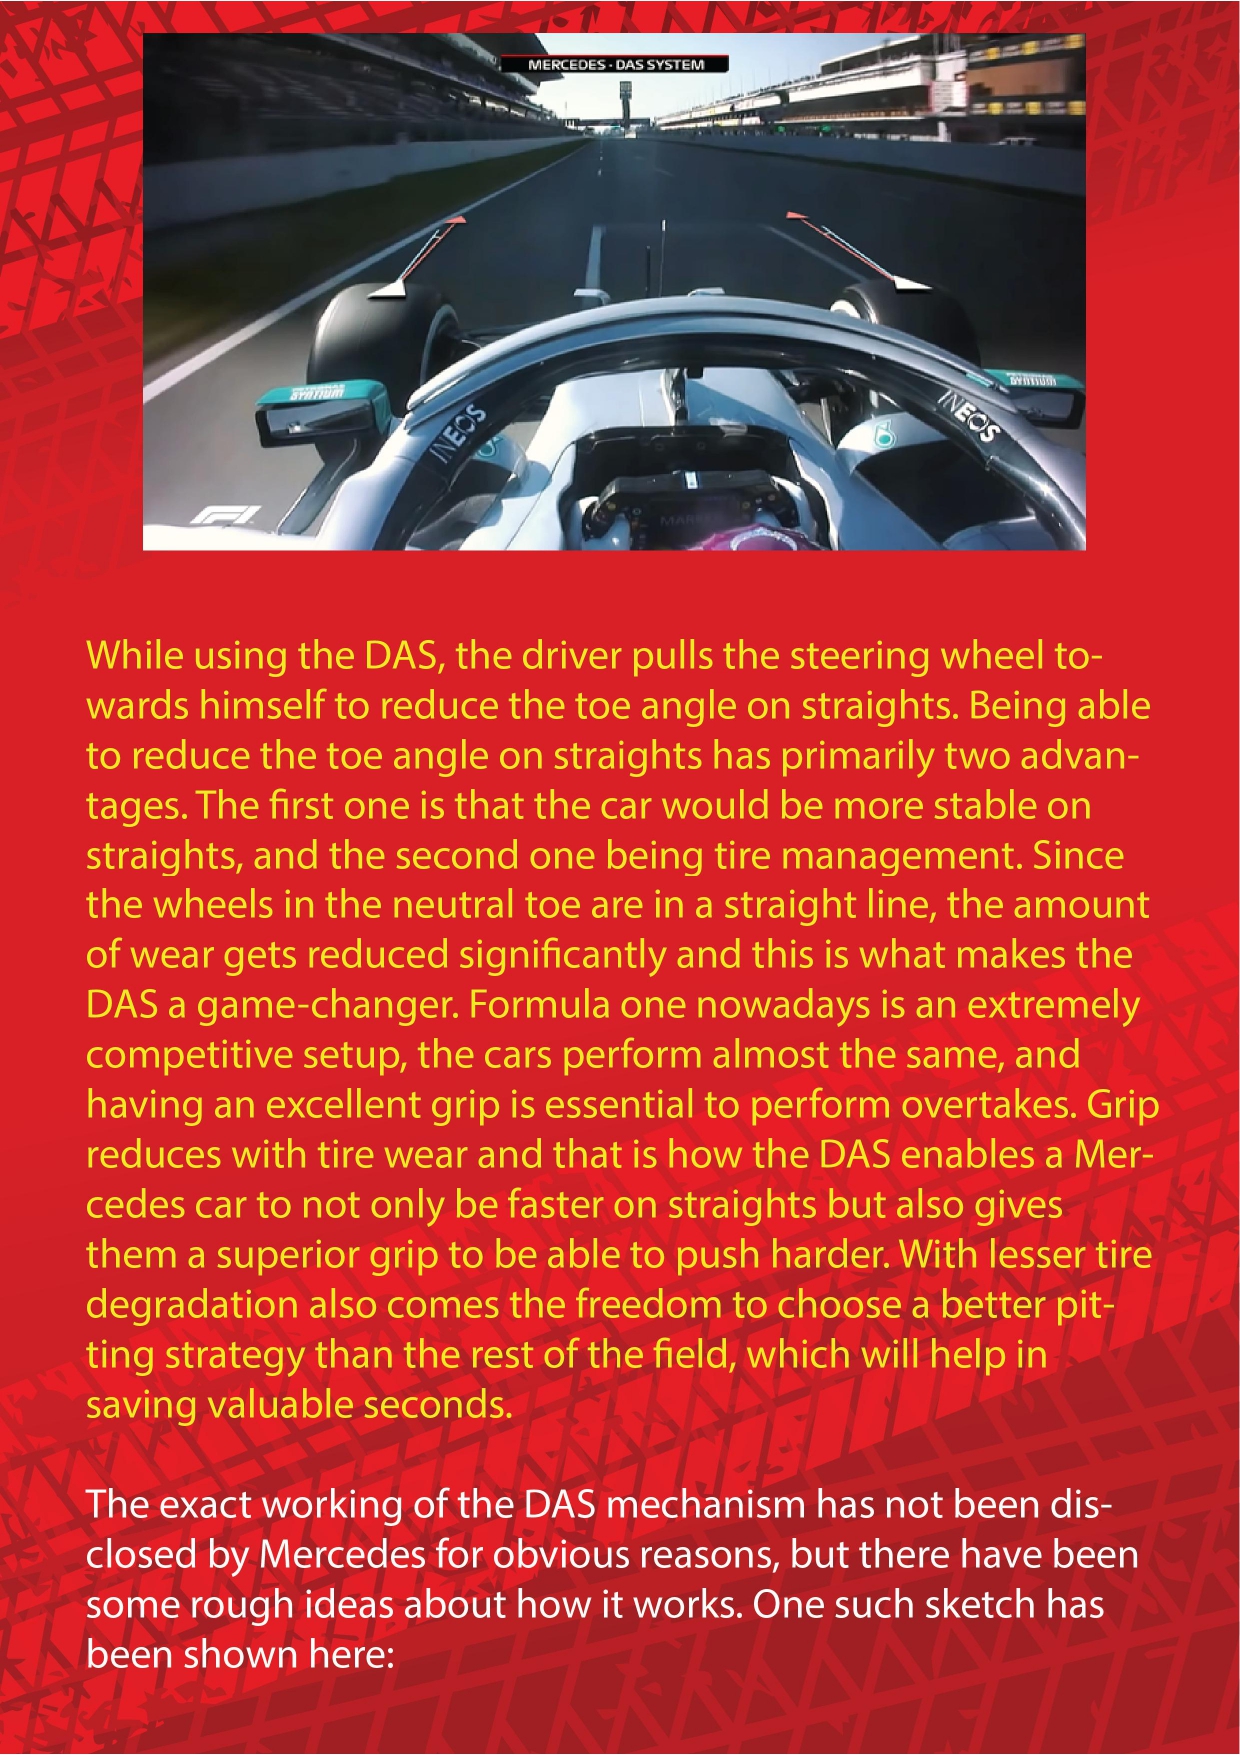 MERCEDES - DAS SYSTEM
PETRONAS
SYNTIUM
SYNTIUM
INEOS
INEOS
F1
While using the DAS, the driver pulls the steering wheel to-
wards himself to reduce the toe angle on straights. Being able
to reduce the toe angle on straights has primarily two advan-
tages. The first one is that the car would be more stable on
straights, and the second one being tire management. Since
the wheels in the neutral toe are in a straight line, the amount
of wear gets reduced significantly and this is what makes the
DAS a game-changer. Formula one nowadays is an extremely
competitive setup, the cars perform almost the same, and
having an excellent grip is essential to perform overtakes. Grip
reduces with tire wear and that is how the DAS enables a Mer-
cedes car to not only be faster on straights but also gives
them a superior grip to be able to push harder. With lesser tire
degradation also comes the freedom to choose a better pit-
ting strategy than the rest of the field, which will help in
saving valuable seconds.
The exact working of the DAS mechanism has not been dis-
closed by Mercedes for obvious reasons, but there have been
some rough ideas about how it works. One such sketch has
been shown here: